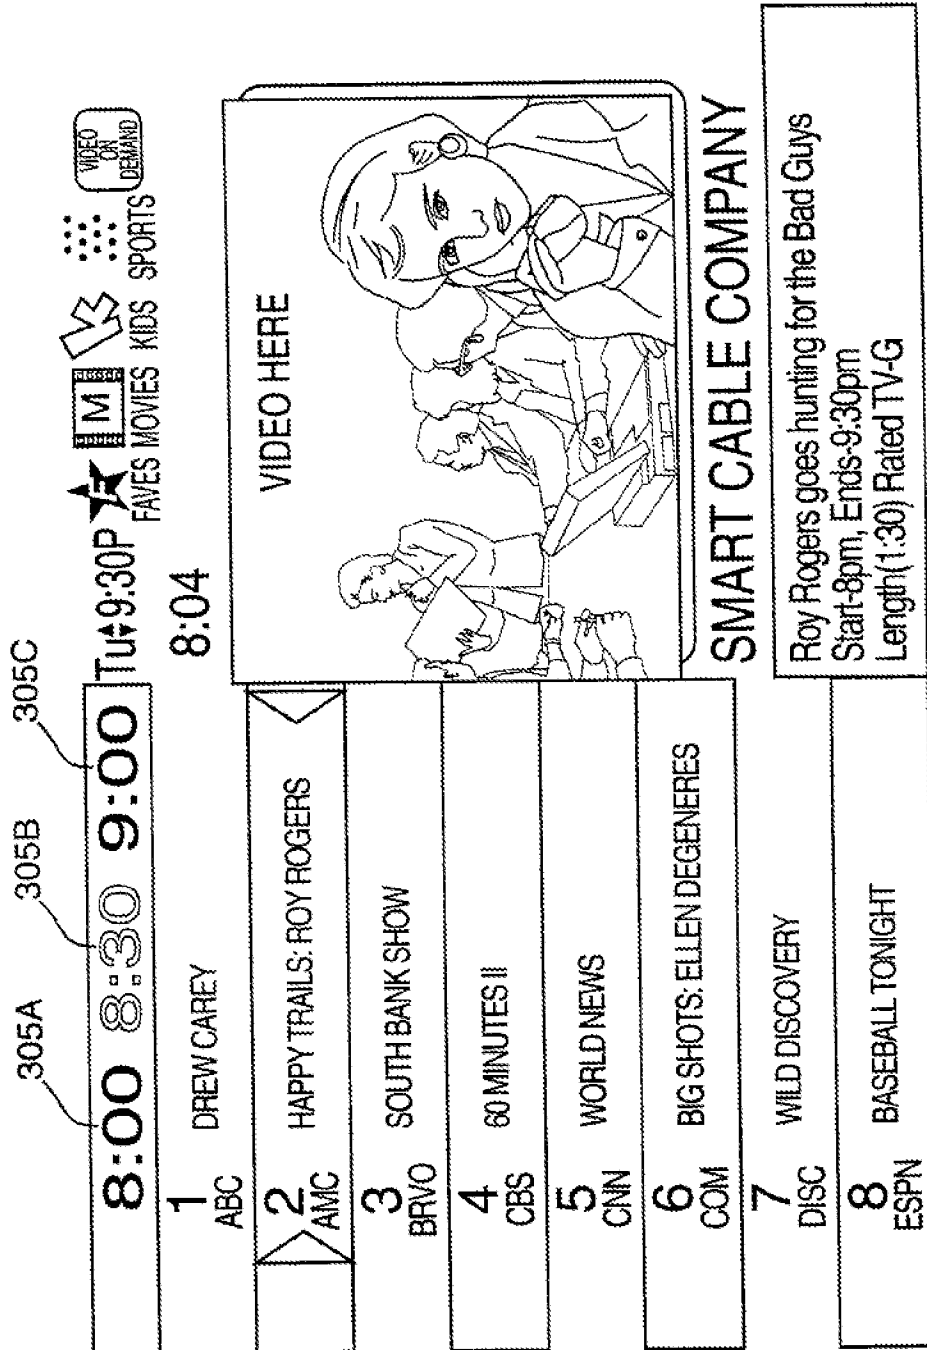 305A
305B
305C
8:00 8:30 9:00 Tu 9:30P
FAVES MOVIES KIDS SPORTS
M
VIDEO
ON
DEMAND
8:04
1
ABC
DREW CAREY
2
AMC
HAPPY TRAILS: ROY ROGERS
3
BRVO
SOUTH BANK SHOW
4
CBS
60 MINUTES II
5
CNN
WORLD NEWS
6
COM
BIG SHOTS: ELLEN DEGENERES
7
DISC
WILD DISCOVERY
8
ESPN
BASEBALL TONIGHT
VIDEO HERE
SMART CABLE COMPANY
Roy Rogers goes hunting for the Bad Guys
Start-8pm, Ends-9:30pm
Length(1:30) Rated TV-G